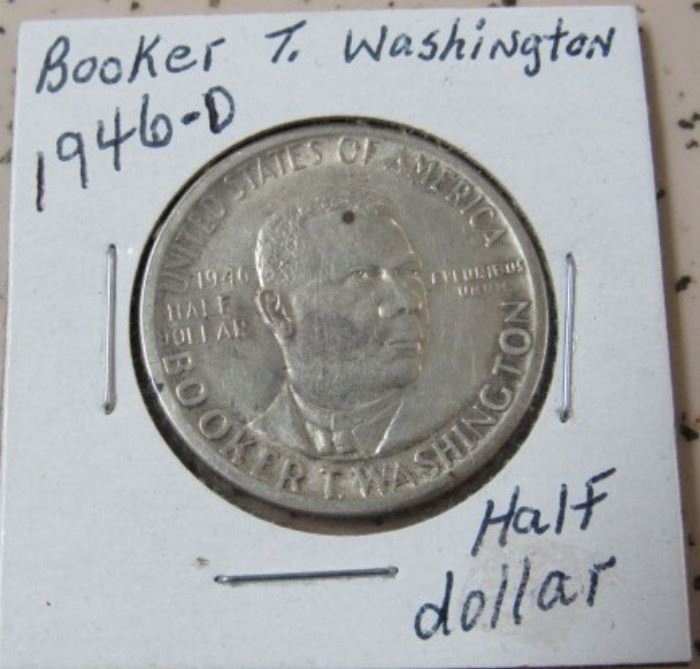 Booker T. Washington
1946-D
UNITED STATES OF AMERICA
1946
HALF
DOLLAR
E PLURIBUS
UNUM
BOOKER T. WASHINGTON
Half
dollar